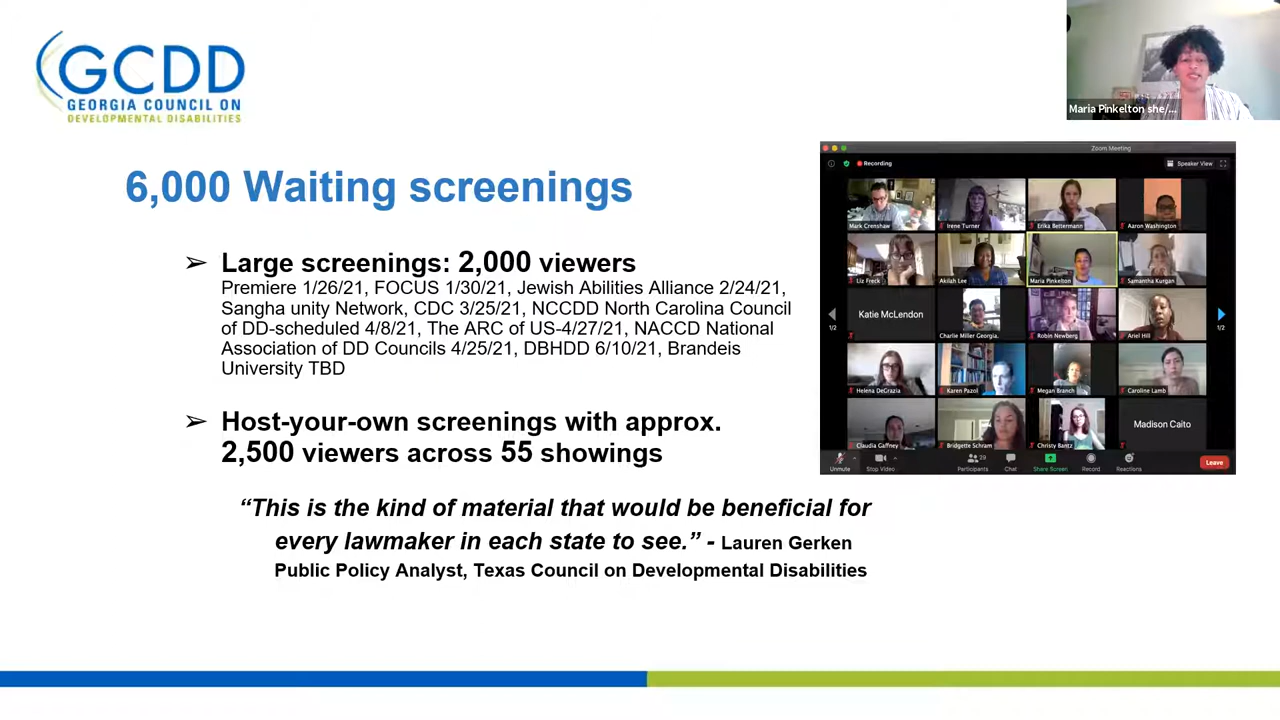 GCDD
GEORGIA COUNCIL ON
DEVELOPMENTAL DISABILITIES
Maria Pinkelton she/...
6,000 Waiting screenings
➢ Large screenings: 2,000 viewers
Premiere 1/26/21, FOCUS 1/30/21, Jewish Abilities Alliance 2/24/21,
Sangha unity Network, CDC 3/25/21, NCCDD North Carolina Council
of DD-scheduled 4/8/21, The ARC of US-4/27/21, NACCD National
Association of DD Councils 4/25/21, DBHDD 6/10/21, Brandeis
University TBD
➢ Host-your-own screenings with approx.
2,500 viewers across 55 showings
“This is the kind of material that would be beneficial for
every lawmaker in each state to see.” - Lauren Gerken
Public Policy Analyst, Texas Council on Developmental Disabilities
Zoom Meeting
Recording
Speaker View
Mark Crenshaw
Irene Turner
Erika Bettermann
Aaron Washington
Liz Freck
Akilah Lee
Maria Pinkelton
Samantha Kurgan
Katie McLendon
Charlie Miller Georgia.
Robin Newberg
Ariel Hill
1/2
1/2
Helena DeGrazia
Karen Pazol
Megan Branch
Caroline Lamb
Claudia Gaffney
Bridgette Schram
Christy Bantz
Madison Caito
Unmute
Stop Video
29
Participants
Chat
Share Screen
Record
Reactions
Leave